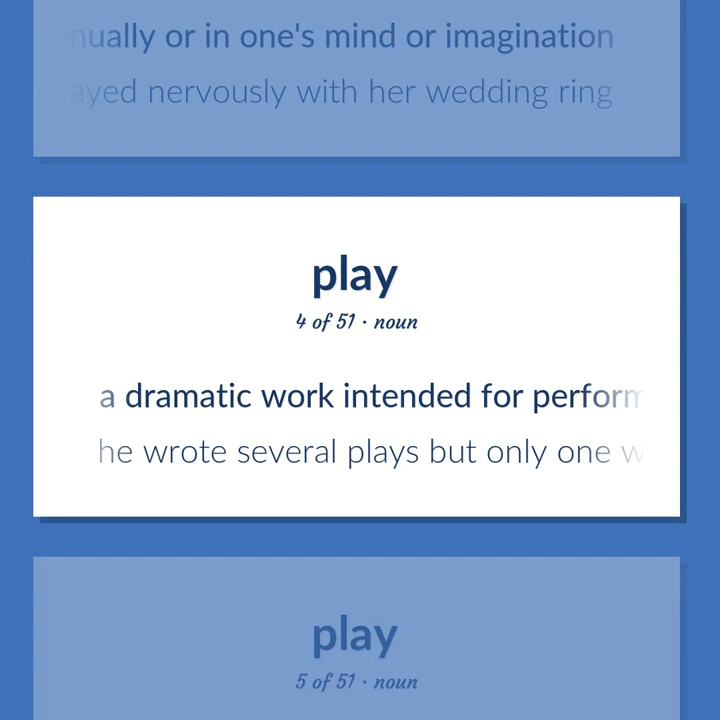 nually or in one's mind or imagination
ayed nervously with her wedding ring
play
4 of 51 · noun
a dramatic work intended for perform
he wrote several plays but only one w
play
5 of 51 · noun